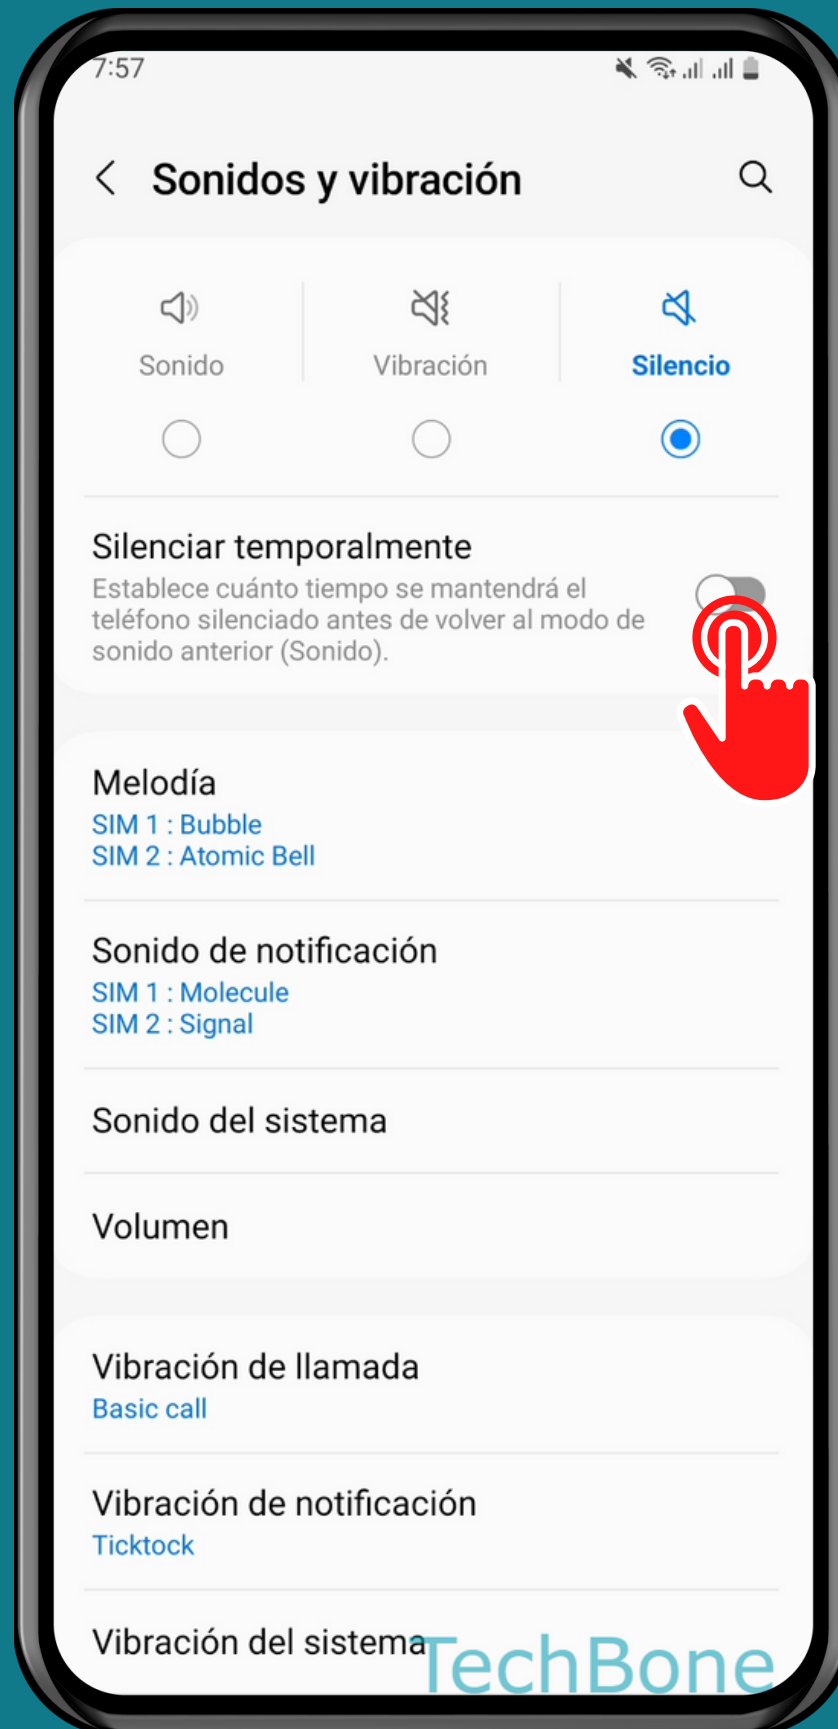 7:57
Sonidos y vibración
Sonido
Vibración
Silencio
Silenciar temporalmente
Establece cuánto tiempo se mantendrá el
teléfono silenciado antes de volver al modo de
sonido anterior (Sonido).
Melodía
SIM 1 : Bubble
SIM 2 : Atomic Bell
Sonido de notificación
SIM 1 : Molecule
SIM 2 : Signal
Sonido del sistema
Volumen
Vibración de llamada
Basic call
Vibración de notificación
Ticktock
Vibración del sistema
TechBone